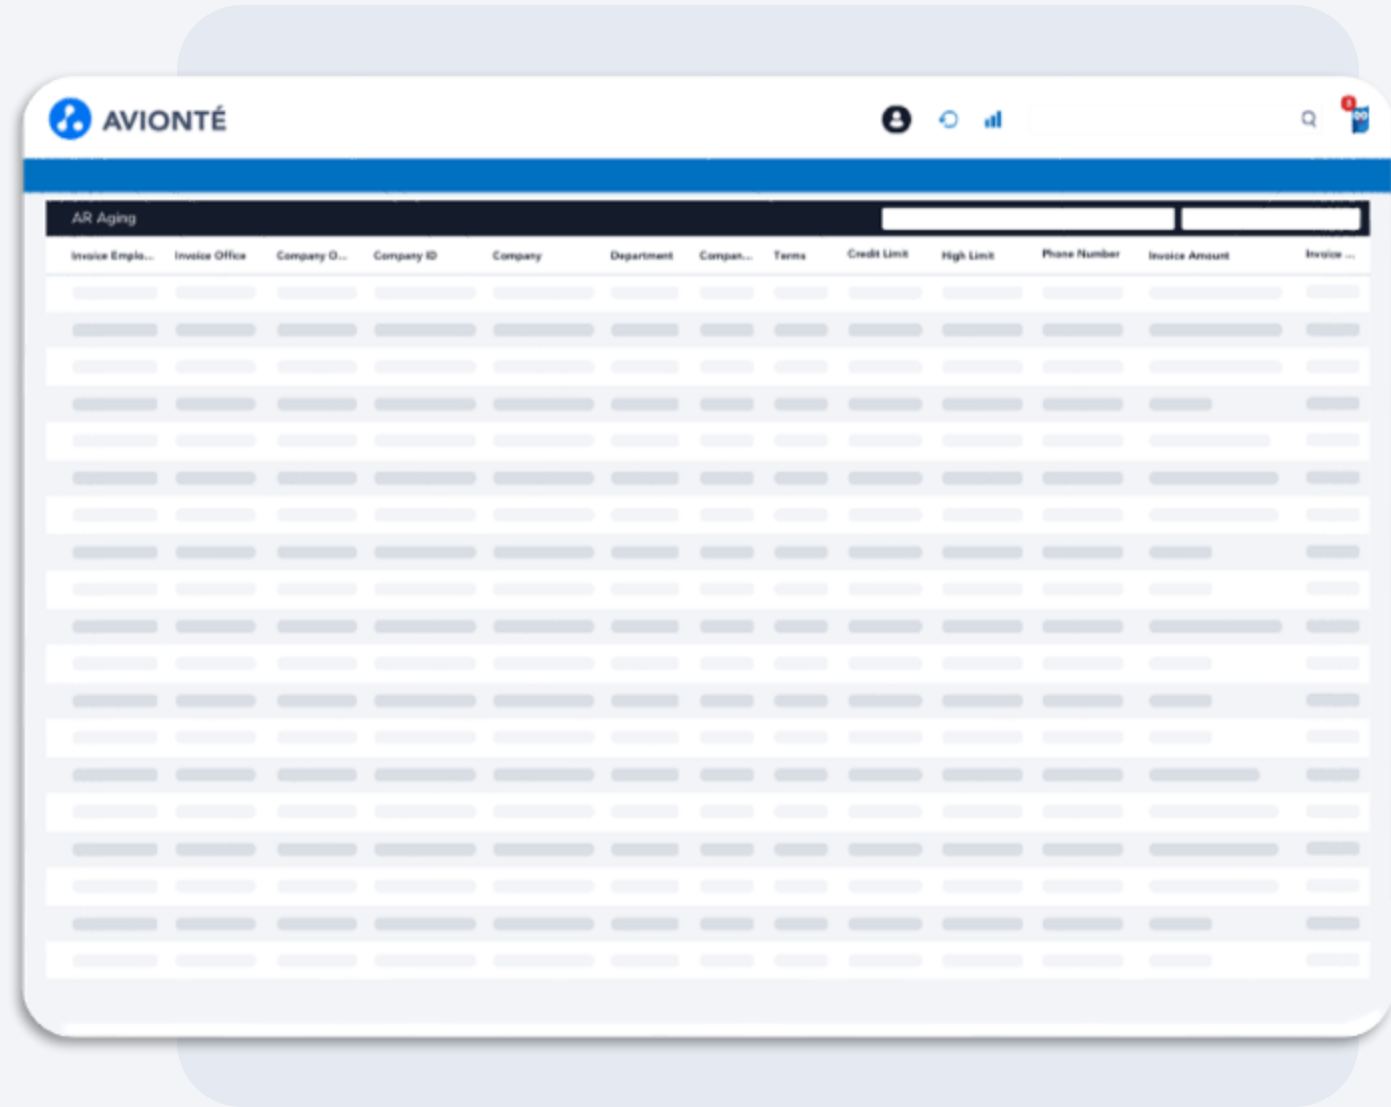 AVIONTÉ
AR Aging
Invoice Emplo... Invoice Office Company O... Company ID Company Department Compan... Terms Credit Limit High Limit Phone Number Invoice Amount Invoice ...